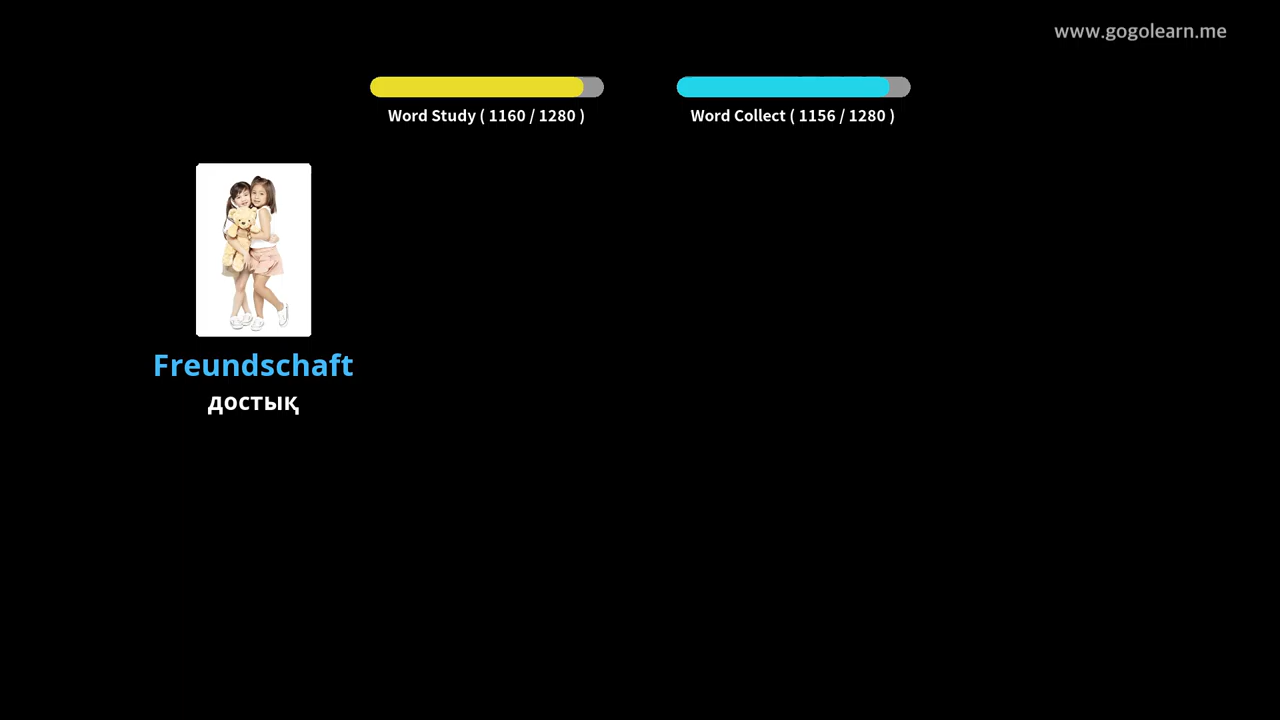 www.gogolearn.me
Word Study ( 1160 / 1280 )
Word Collect ( 1156 / 1280 )
Freundschaft
достық